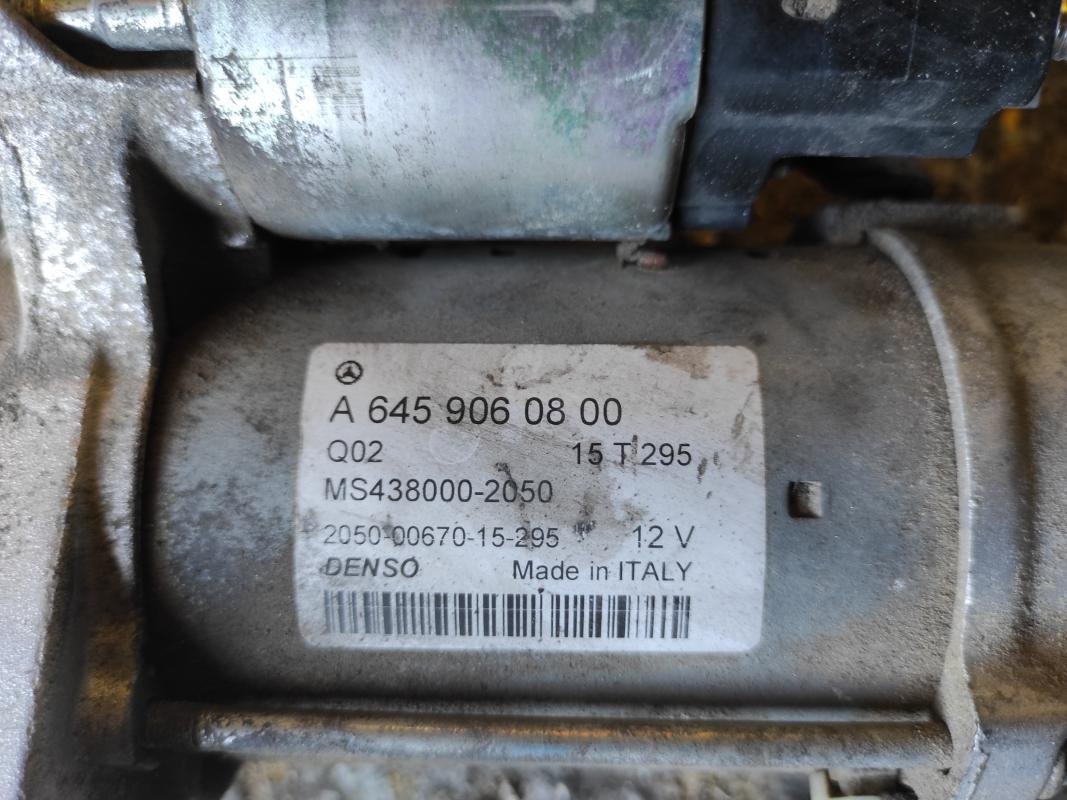 A 645 906 08 00
Q02 15 T 295
MS438000-2050
2050-00670-15-295 12 V
DENSO Made in ITALY